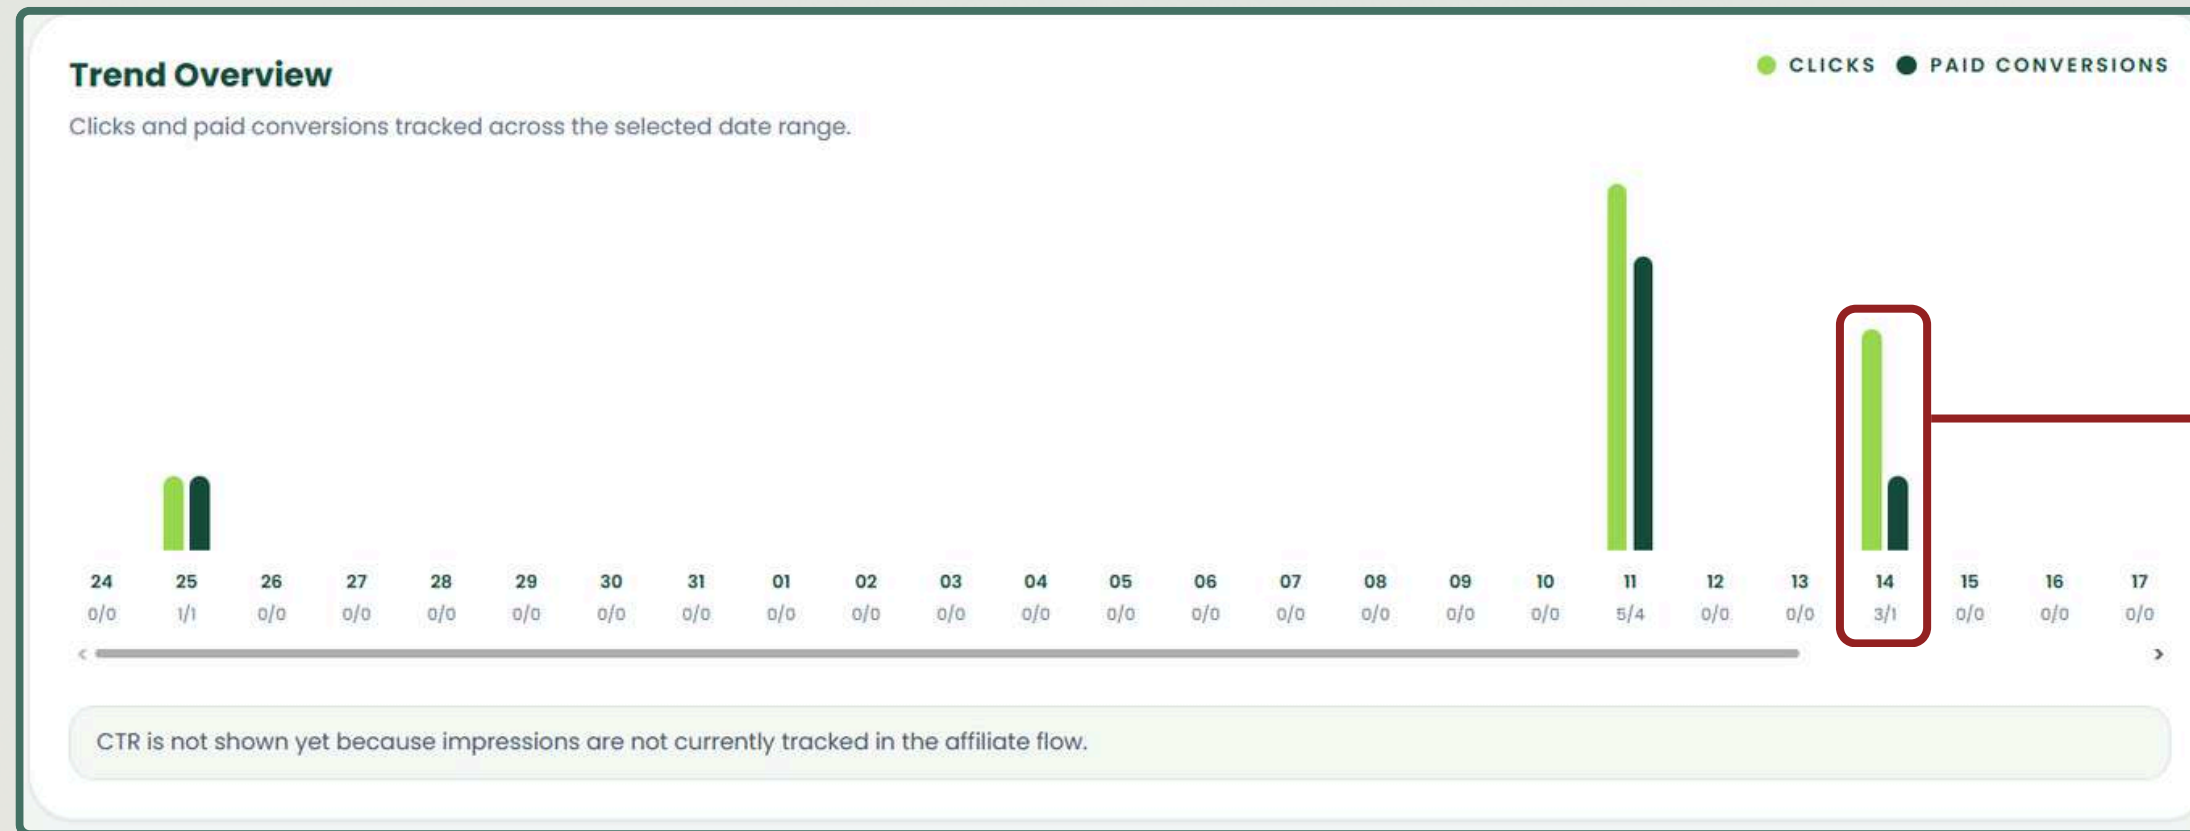 Trend Overview
CLICKS PAID CONVERSIONS
Clicks and paid conversions tracked across the selected date range.
24 25 26 27 28 29 30 31 01 02 03 04 05 06 07 08 09 10 11 12 13 14 15 16 17
0/0 1/1 0/0 0/0 0/0 0/0 0/0 0/0 0/0 0/0 0/0 0/0 0/0 0/0 0/0 0/0 0/0 0/0 5/4 0/0 0/0 3/1 0/0 0/0 0/0
CTR is not shown yet because impressions are not currently tracked in the affiliate flow.